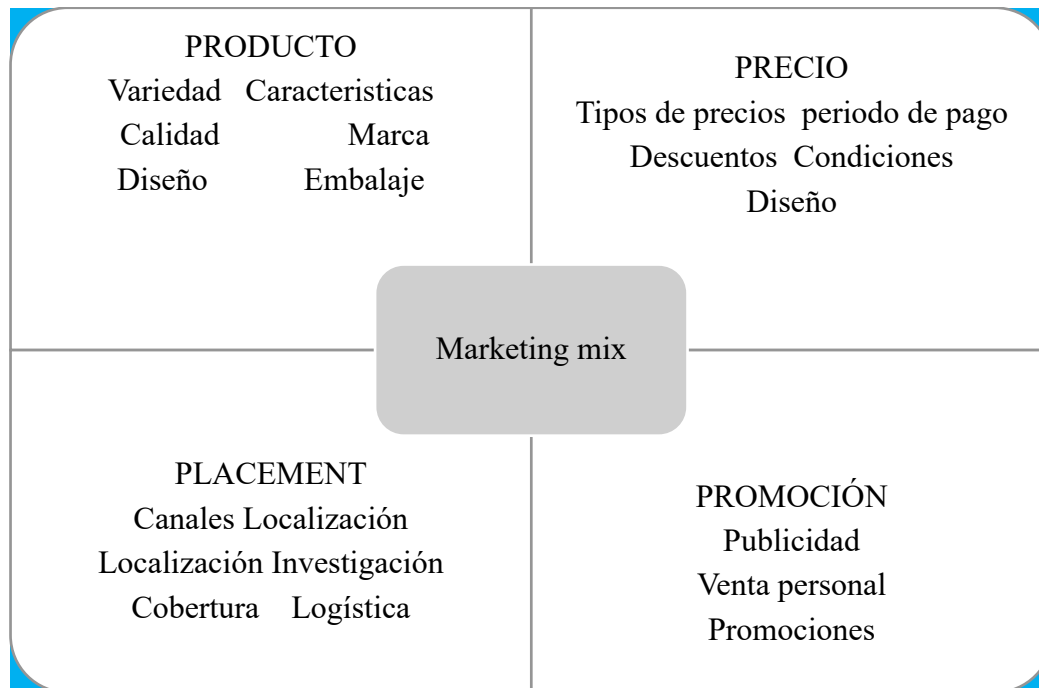 PRODUCTO
Variedad Caracteristicas
Calidad Marca
Diseño Embalaje
PRECIO
Tipos de precios periodo de pago
Descuentos Condiciones
Diseño
Marketing mix
PLACEMENT
Canales Localización
Localización Investigación
Cobertura Logística
PROMOCIÓN
Publicidad
Venta personal
Promociones